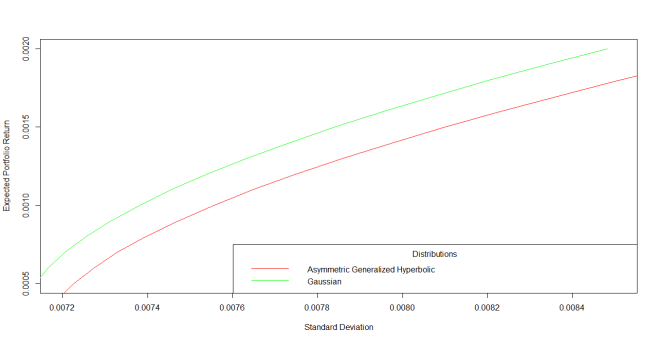 0.0020
0.0015
0.0010
0.0005
Expected Portfolio Return
Distributions
Asymmetric Generalized Hyperbolic
Gaussian
0.0072 0.0074 0.0076 0.0078 0.0080 0.0082 0.0084
Standard Deviation